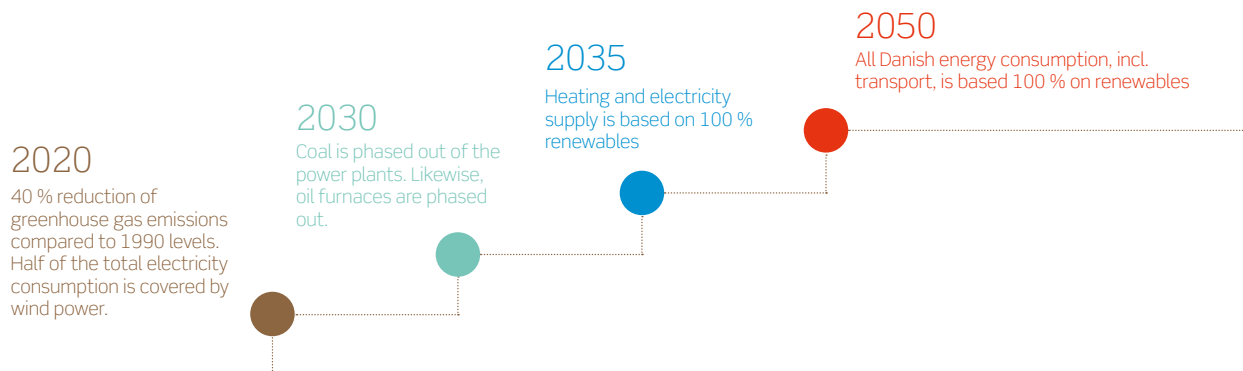 2020
40 % reduction of
greenhouse gas emissions
compared to 1990 levels.
Half of the total electricity
consumption is covered by
wind power.
2030
Coal is phased out of the
power plants. Likewise,
oil furnaces are phased
out.
2035
Heating and electricity
supply is based on 100 %
renewables
2050
All Danish energy consumption, incl.
transport, is based 100 % on renewables